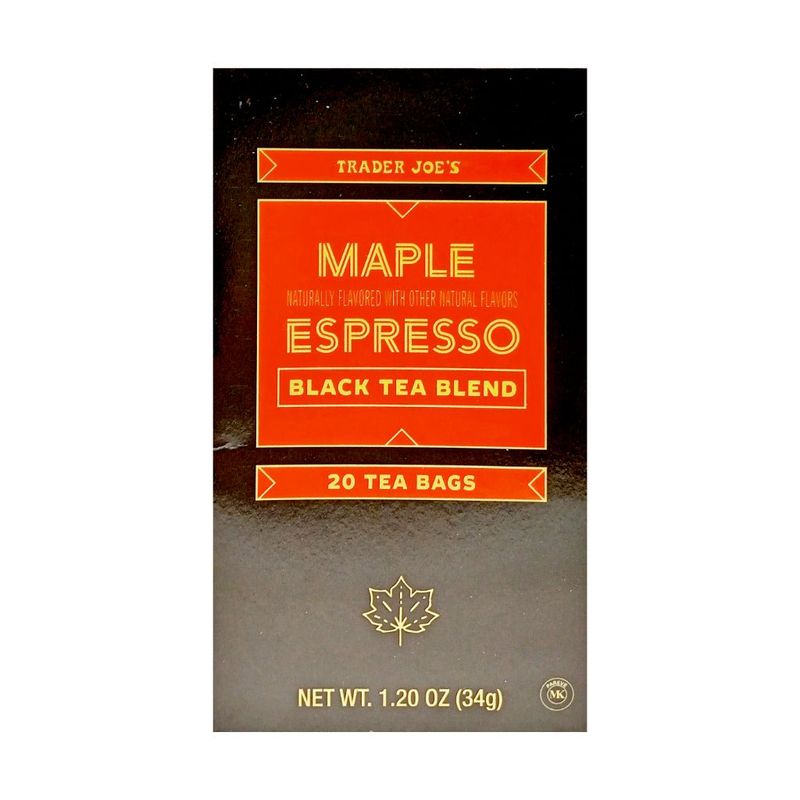 TRADER JOE'S
MAPLE
NATURALLY FLAVORED WITH OTHER NATURAL FLAVORS
ESPRESSO
BLACK TEA BLEND
20 TEA BAGS
NET WT. 1.20 OZ (34g)
PAREVE
MK